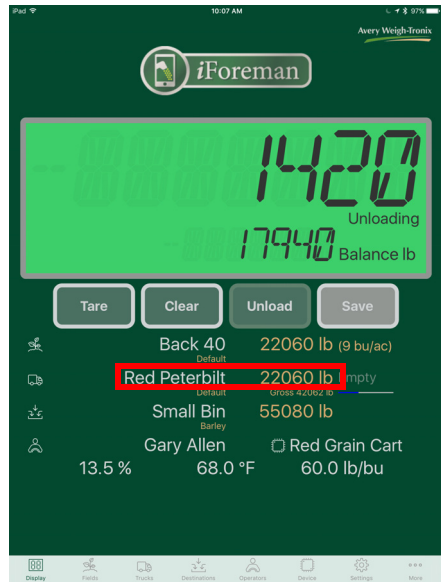 iPad 10:07 AM 97%
Avery Weigh-Tronix
iForeman
1420
Unloading
17940 Balance lb
Tare Clear Unload Save
Back 40 22060 lb (9 bu/ac)
Default
Red Peterbilt 22060 lb Empty
Default Gross 42062 lb
Small Bin 55080 lb
Barley
Gary Allen Red Grain Cart
13.5 % 68.0 °F 60.0 lb/bu
Display Fields Trucks Destinations Operators Device Settings More